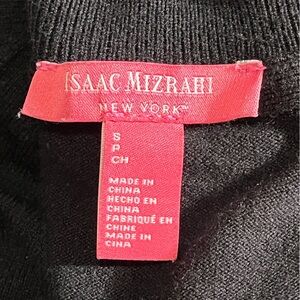 ISAAC MIZRAHI
NEW YORK™
S
P
CH
MADE IN
CHINA
HECHO EN
CHINA
FABRIQUÉ EN
CHINE
MADE IN
CINA